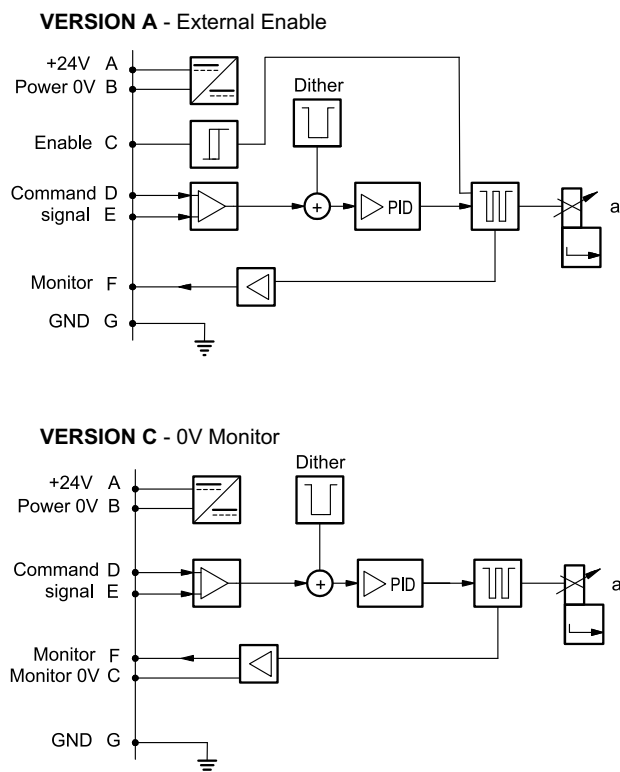 VERSION A - External Enable
+24V A
Power 0V B
Dither
Enable C
Command D
signal E
+
PID
a
Monitor F
GND G
VERSION C - 0V Monitor
+24V A
Power 0V B
Dither
Command D
signal E
+
PID
a
Monitor F
Monitor 0V C
GND G